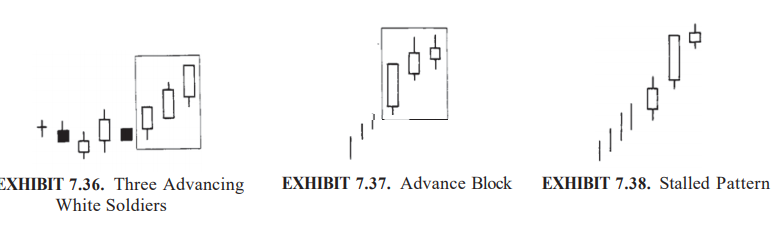 EXHIBIT 7.36. Three Advancing
White Soldiers
EXHIBIT 7.37. Advance Block
EXHIBIT 7.38. Stalled Pattern